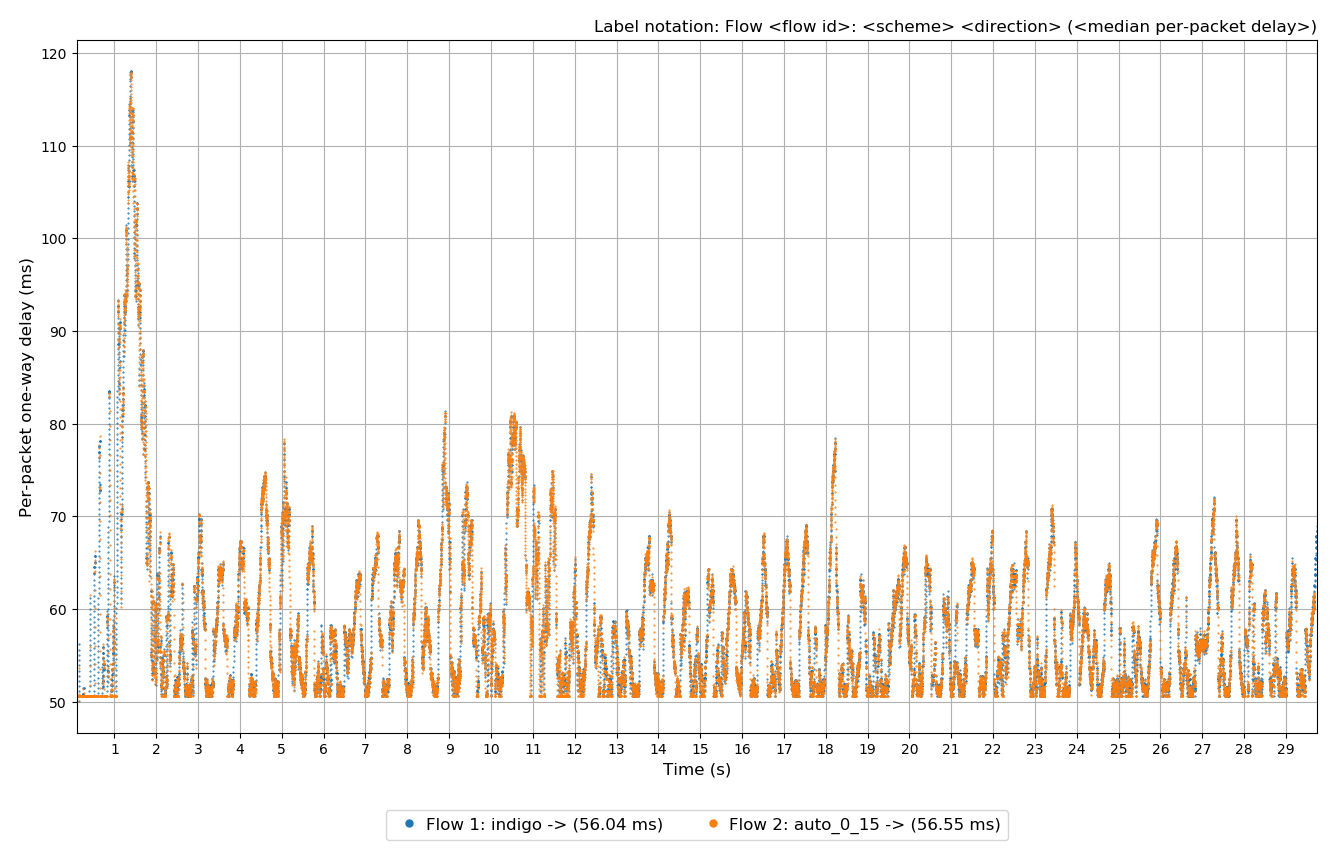 Label notation: Flow <flow id>: <scheme> <direction> (<median per-packet delay>)
120
110
100
90
80
70
60
50
Per-packet one-way delay (ms)
1 2 3 4 5 6 7 8 9 10 11 12 13 14 15 16 17 18 19 20 21 22 23 24 25 26 27 28 29
Time (s)
Flow 1: indigo -> (56.04 ms) Flow 2: auto_0_15 -> (56.55 ms)